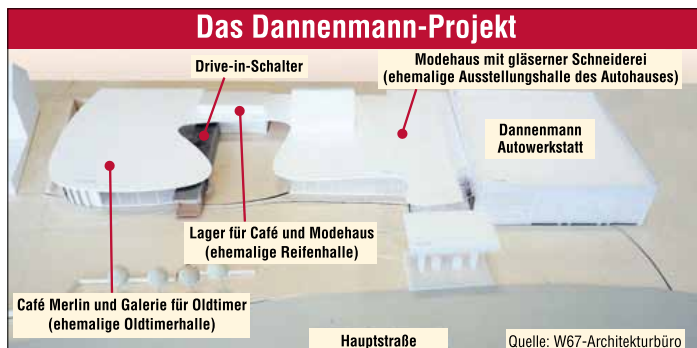 Das Dannenmann-Projekt
Drive-in-Schalter
Modehaus mit gläserner Schneiderei
(ehemalige Ausstellungshalle des Autohauses)
Dannenmann
Autowerkstatt
Lager für Café und Modehaus
(ehemalige Reifenhalle)
Café Merlin und Galerie für Oldtimer
(ehemalige Oldtimerhalle)
Hauptstraße
Quelle: W67-Architekturbüro